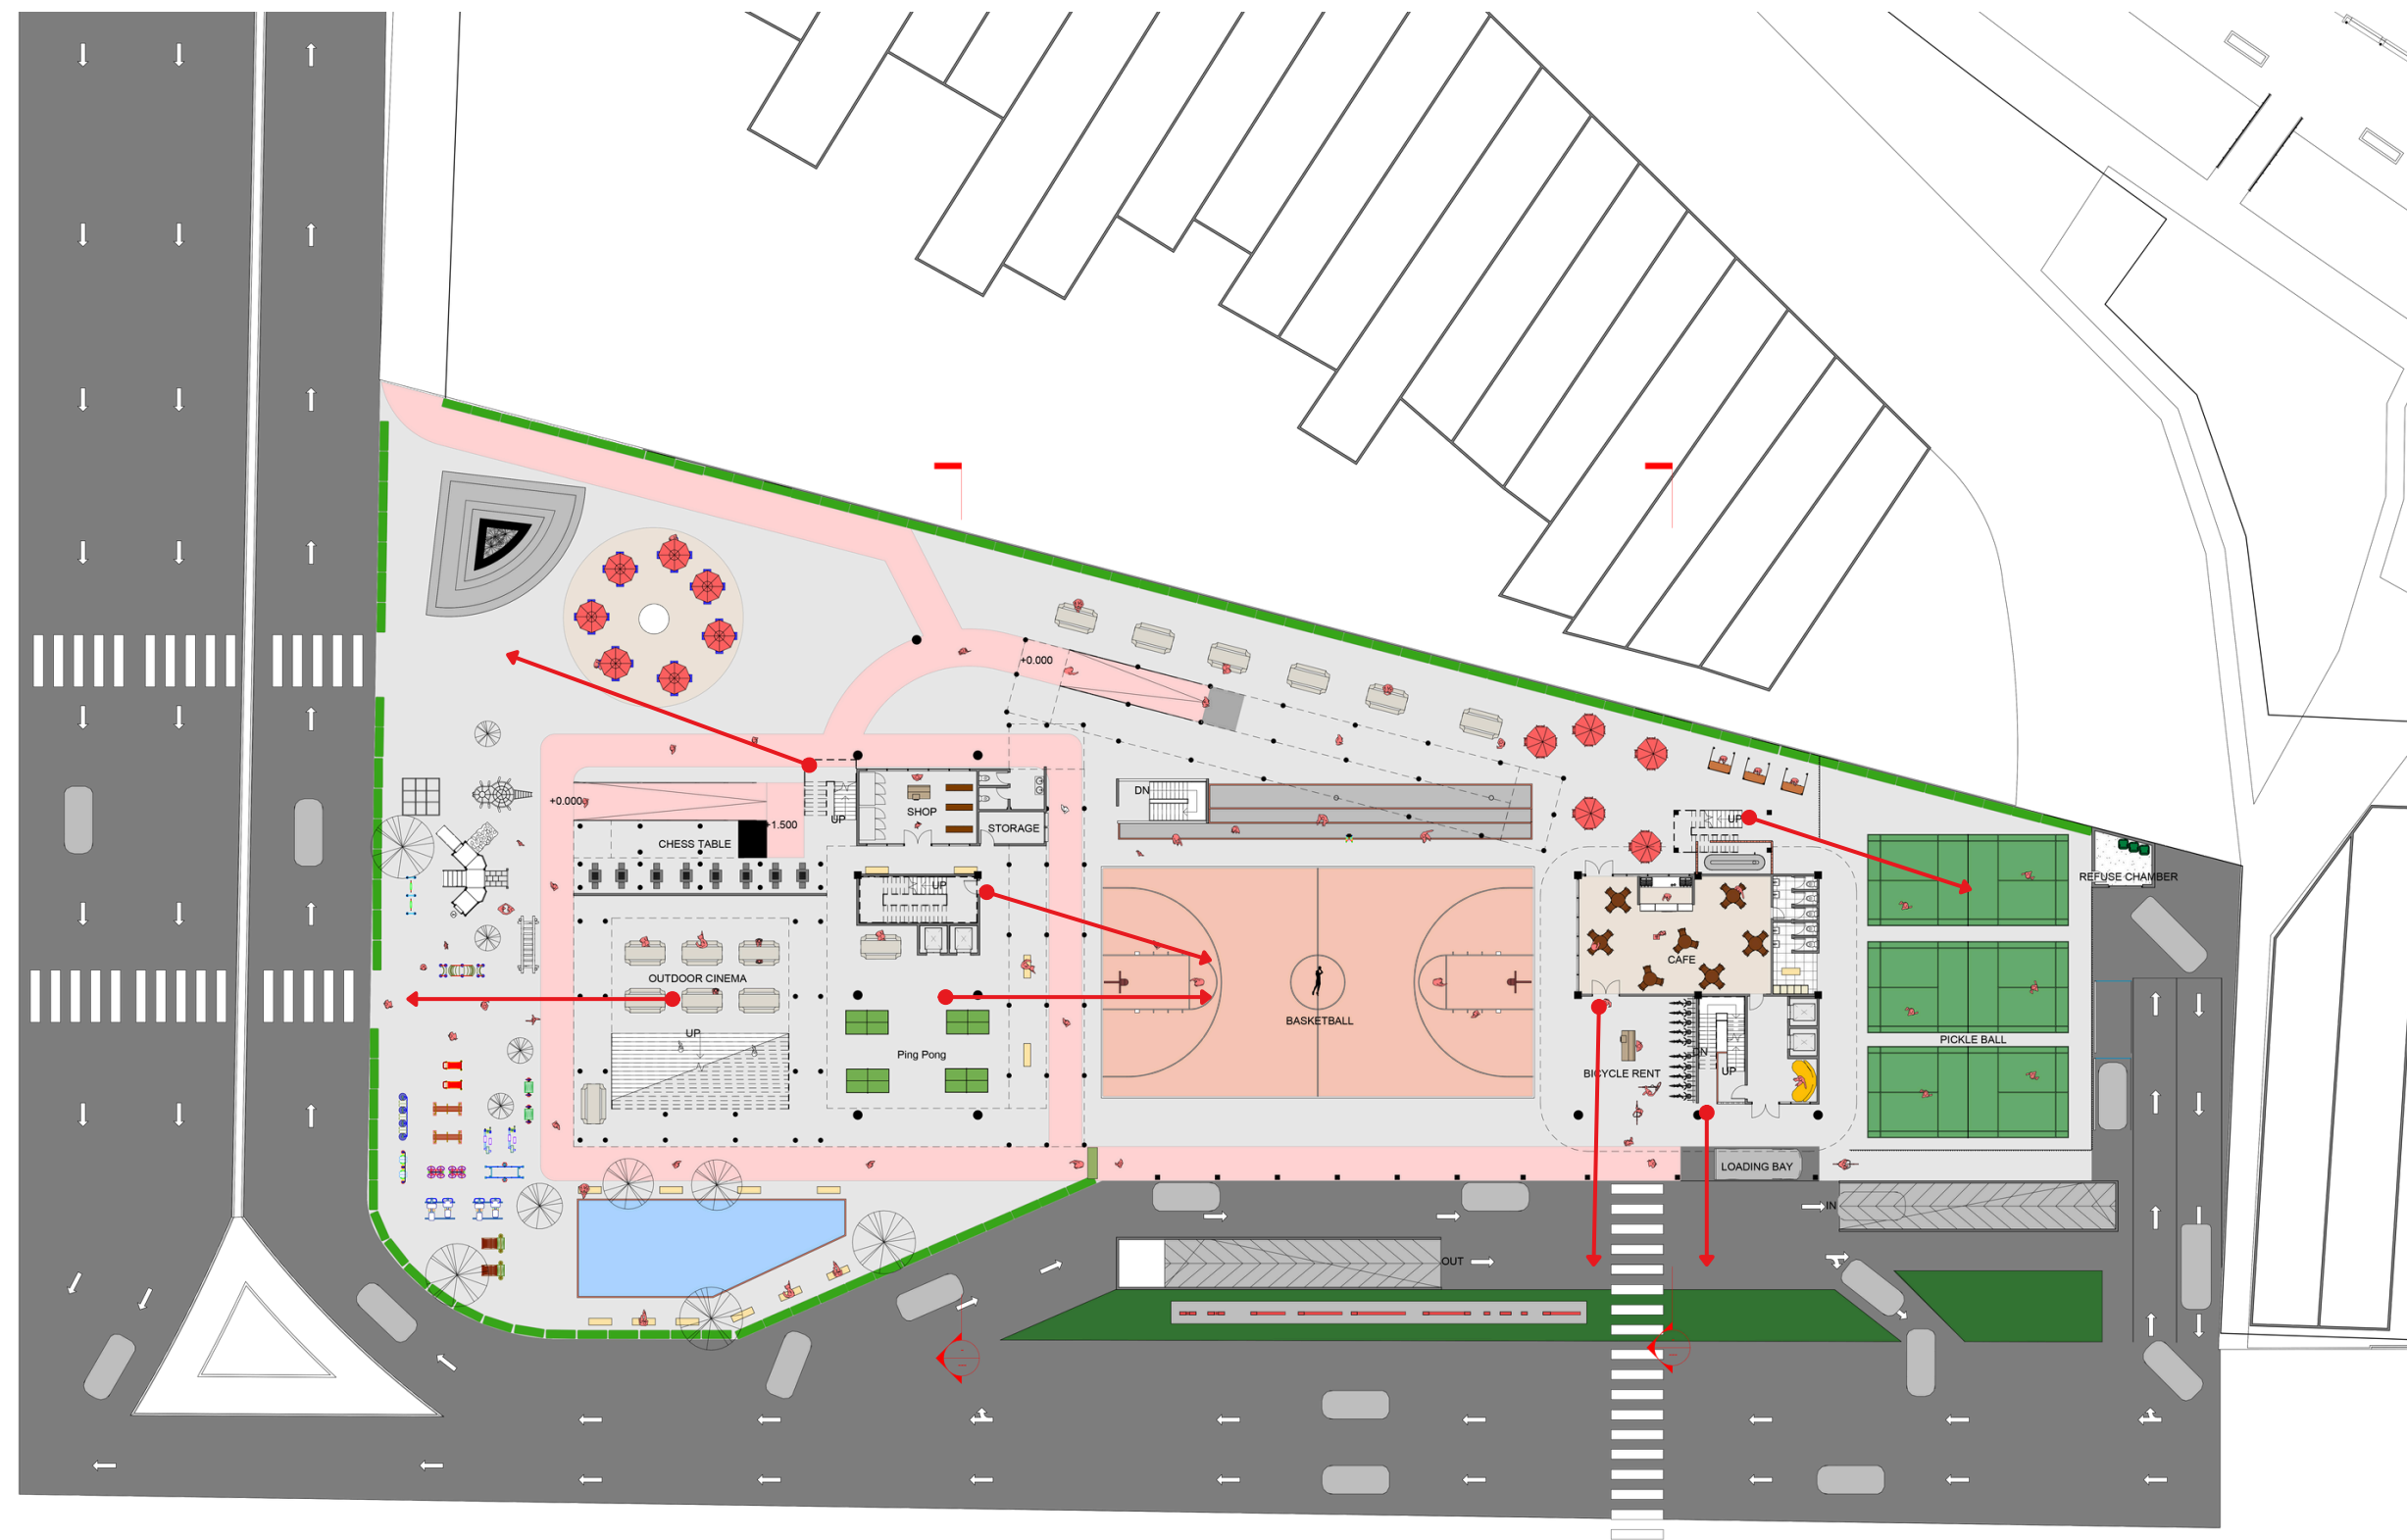 +0.000
DN
+0.000
SHOP
+1.500
UP
UP
STORAGE
CHESS TABLE
REFUSE CHAMBER
UP
CAFE
OUTDOOR CINEMA
BASKETBALL
UP
PICKLE BALL
Ping Pong
DN
BICYCLE RENT
UP
LOADING BAY
IN
OUT